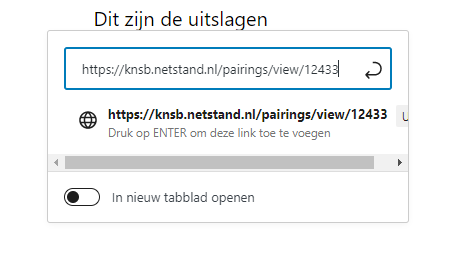 Dit zijn de uitslagen
https://knsb.netstand.nl/pairings/view/12433
https://knsb.netstand.nl/pairings/view/12433
Druk op ENTER om deze link toe te voegen
In nieuw tabblad openen